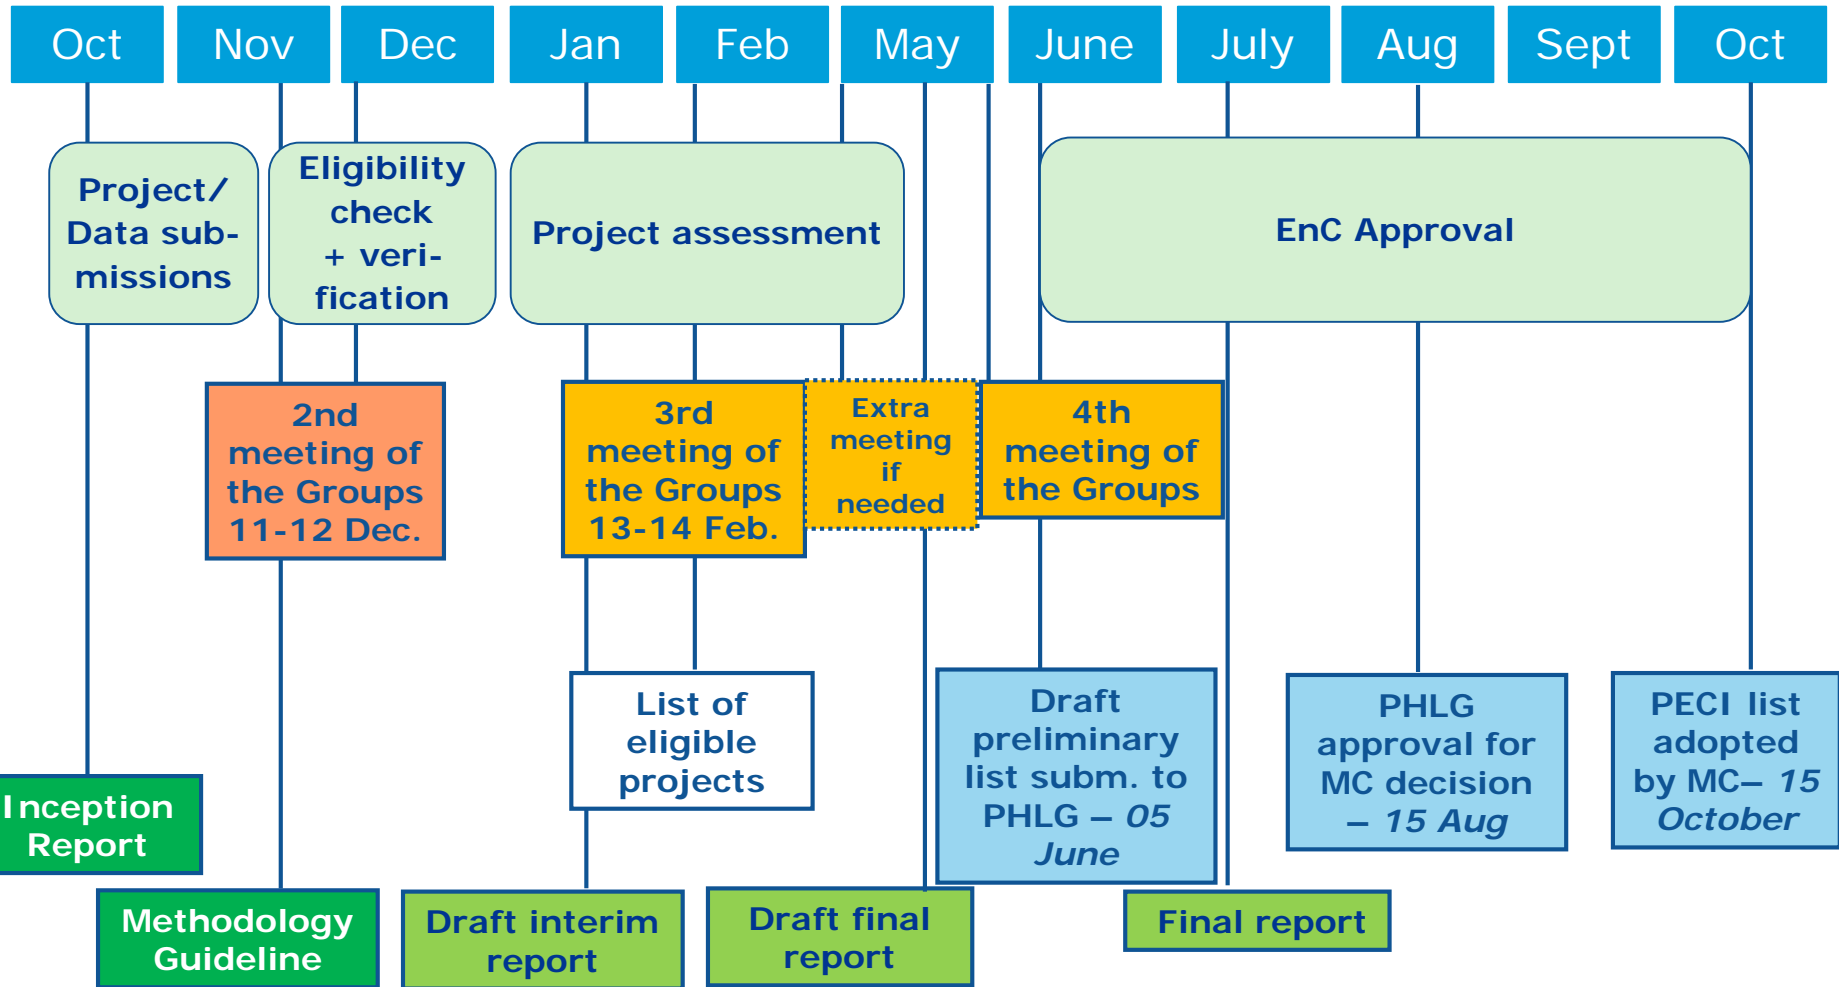 Oct
Nov
Dec
Jan
Feb
May
June
July
Aug
Sept
Oct
Project/
Data sub-
missions
Eligibility
check
+ veri-
fication
Project assessment
EnC Approval
2nd
meeting of
the Groups
11-12 Dec.
3rd
meeting of
the Groups
13-14 Feb.
Extra
meeting
if
needed
4th
meeting of
the Groups
List of
eligible
projects
Draft
preliminary
list subm. to
PHLG – 05
June
PHLG
approval for
MC decision
– 15 Aug
PECI list
adopted
by MC– 15
October
Inception
Report
Methodology
Guideline
Draft interim
report
Draft final
report
Final report